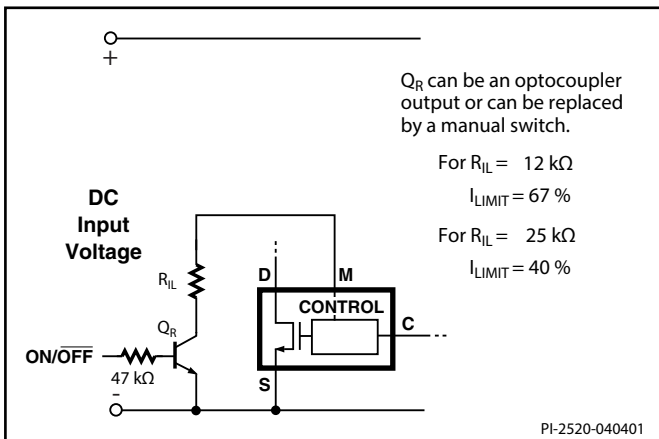 +
Q_R can be an optocoupler
output or can be replaced
by a manual switch.
For R_IL = 12 kΩ
I_LIMIT = 67 %
For R_IL = 25 kΩ
I_LIMIT = 40 %
DC
Input
Voltage
R_IL
D
M
CONTROL
C
Q_R
ON/O̅F̅F̅
47 kΩ
S
-
PI-2520-040401